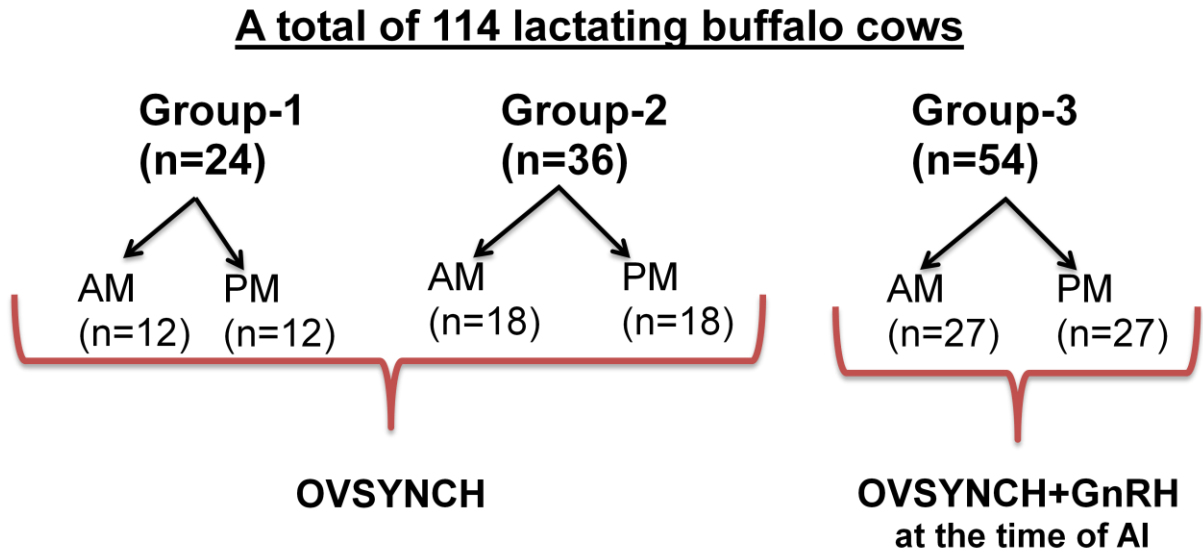 A total of 114 lactating buffalo cows
Group-1
(n=24)
Group-2
(n=36)
Group-3
(n=54)
AM
(n=12)
PM
(n=12)
AM
(n=18)
PM
(n=18)
AM
(n=27)
PM
(n=27)
OVSYNCH
OVSYNCH+GnRH
at the time of AI